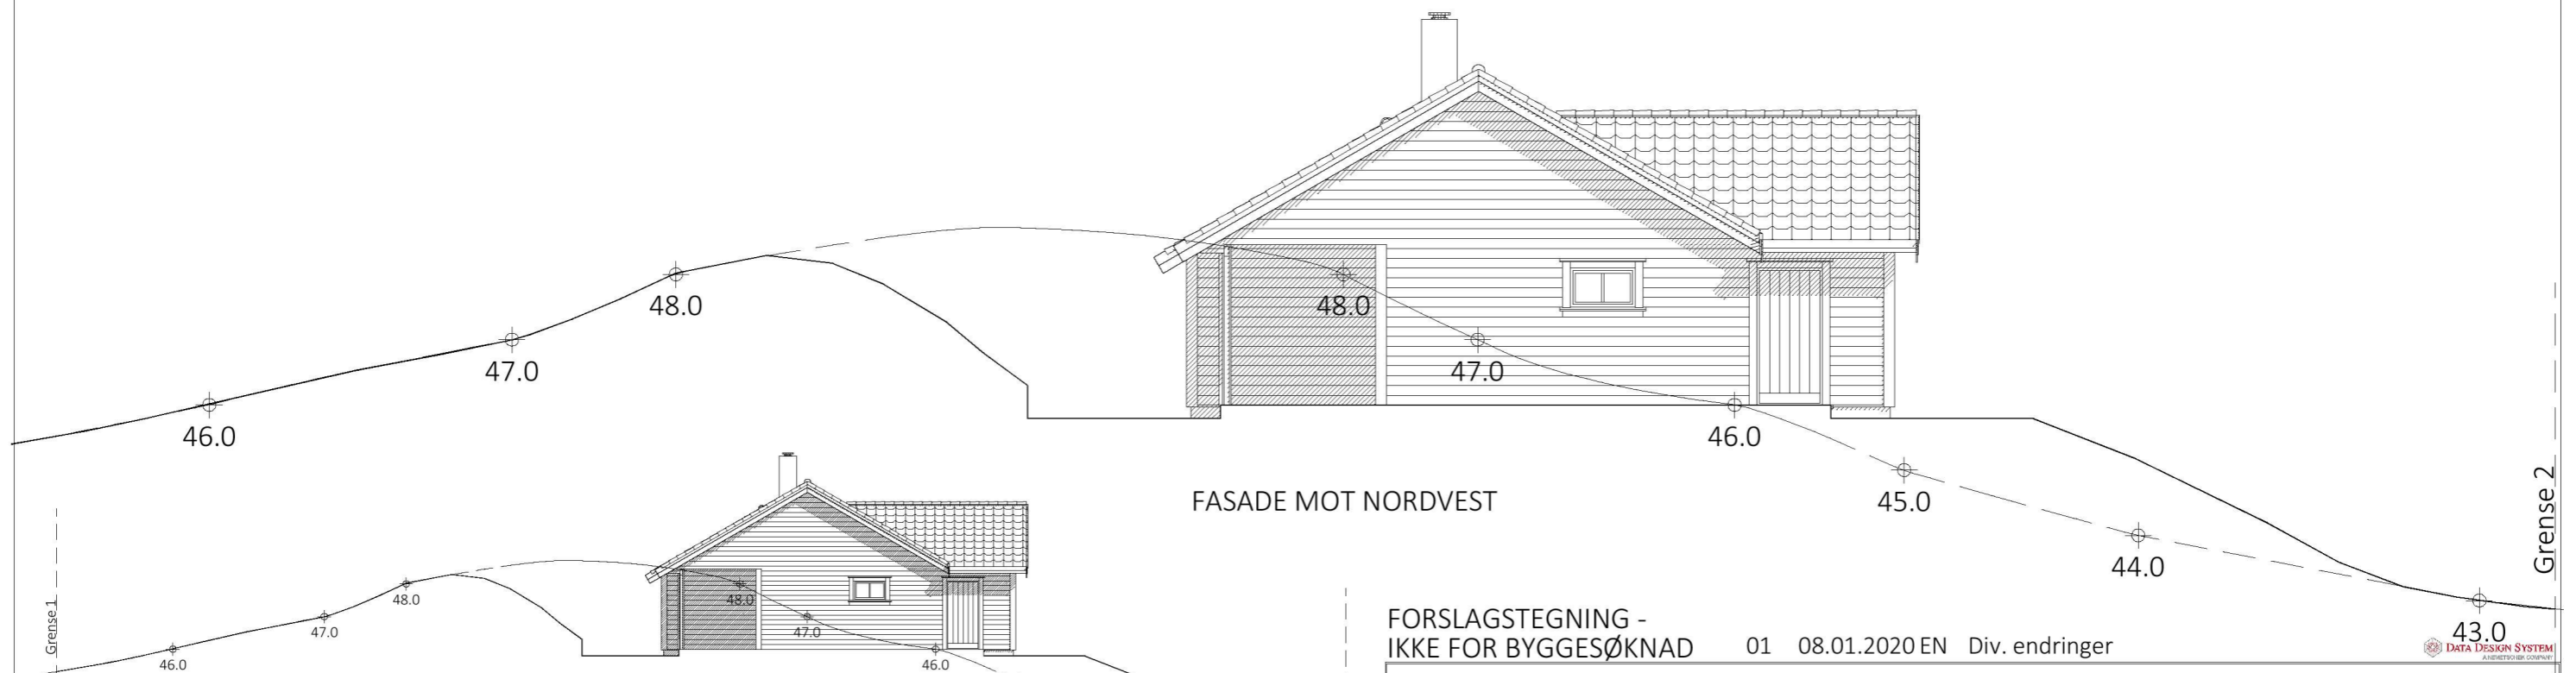 48.0
48.0
47.0
47.0
46.0
46.0
45.0
44.0
43.0
Grense 2
FASADE MOT NORDVEST
Grense 1
48.0
48.0
47.0
47.0
46.0
46.0
FORSLAGSTEGNING -
IKKE FOR BYGGESØKNAD
01 08.01.2020 EN Div. endringer
DATA DESIGN SYSTEM
A NEMETSCHEK COMPANY